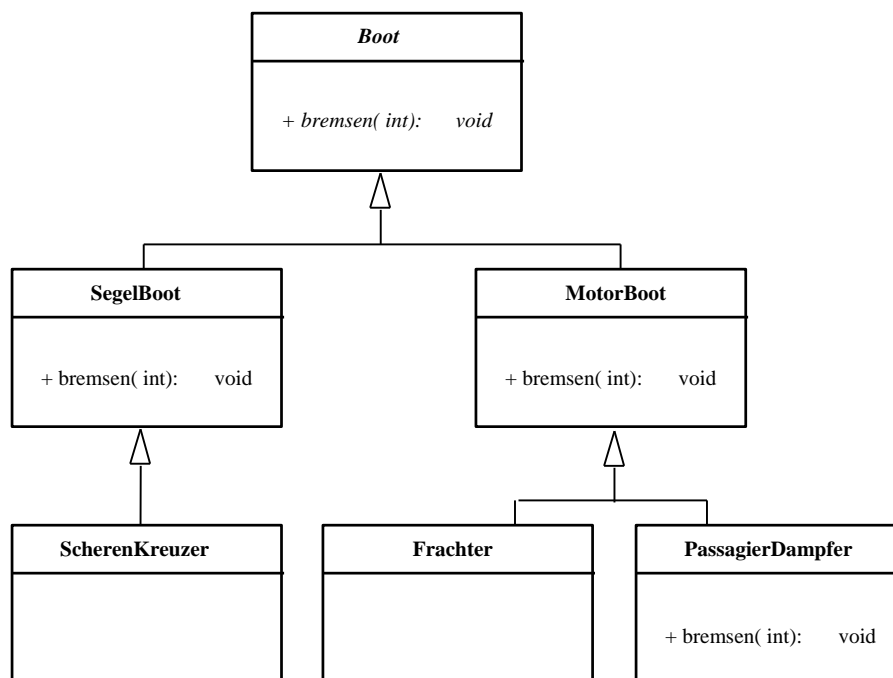 Boot
+ bremsen( int): void
SegelBoot
+ bremsen( int): void
MotorBoot
+ bremsen( int): void
ScherenKreuzer
Frachter
PassagierDampfer
+ bremsen( int): void